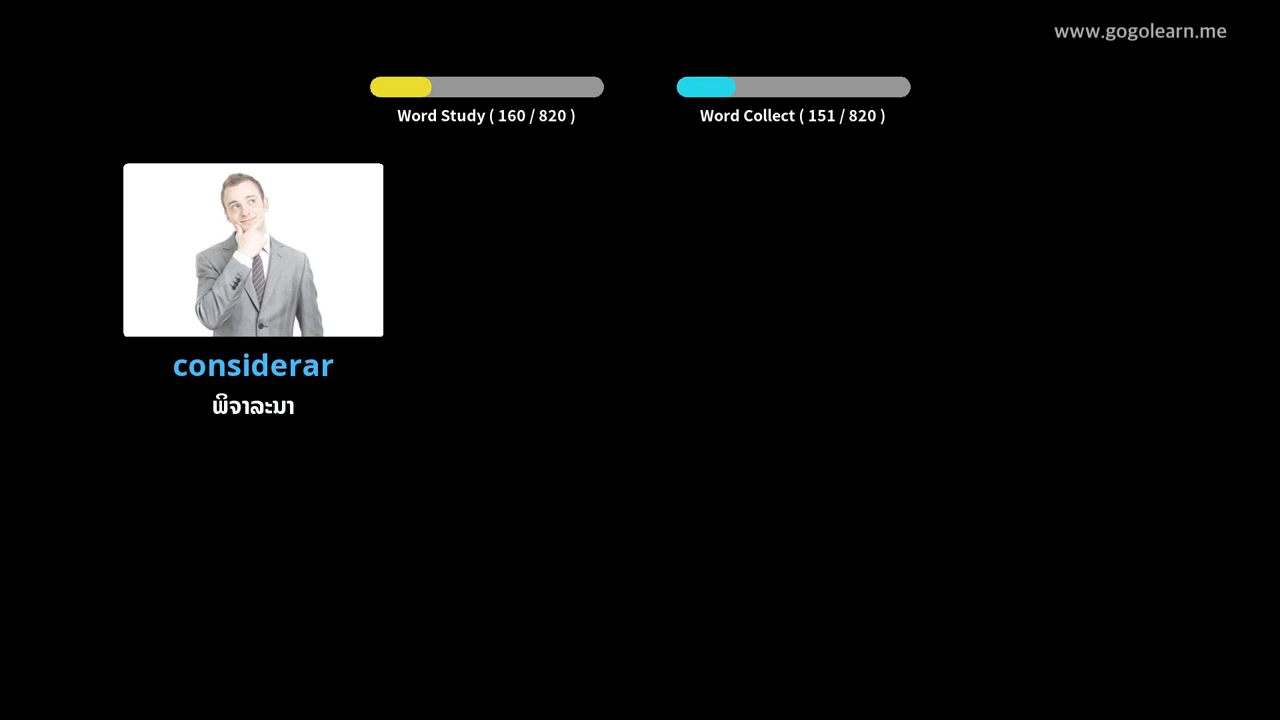 www.gogolearn.me
Word Study ( 160 / 820 )
Word Collect ( 151 / 820 )
considerar
ພິຈາລະນາ